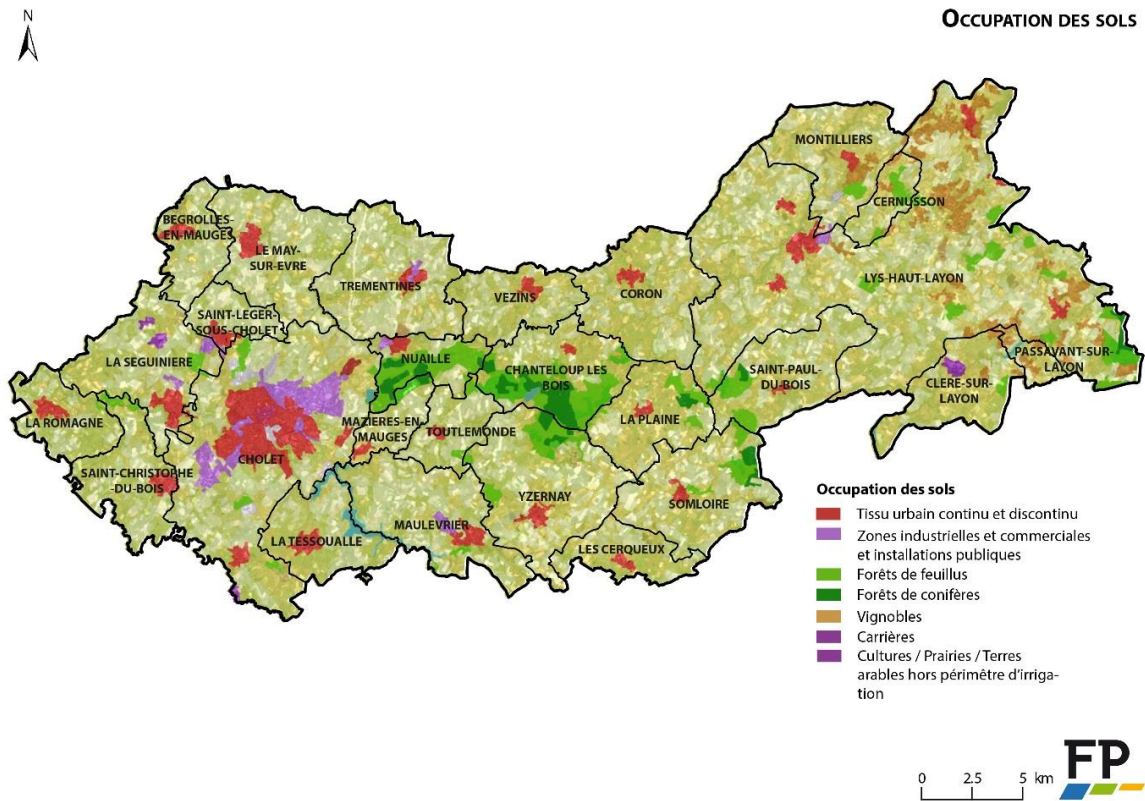 N
OCCUPATION DES SOLS
MONTILLIERS
CERNUSSON
BEGROLLES-
EN-MAUGES
LE MAY-
SUR-EVRE
TREMENTINES
VEZINS
CORON
LYS-HAUT-LAYON
SAINT-LEGER-
SOUS-CHOLET
LA SEGUINIERE
NUAILLE
CHANTELOUP LES
BOIS
SAINT-PAUL-
DU-BOIS
PASSAVANT-SUR-
LAYON
CLERE-SUR-
LAYON
LA ROMAGNE
MAZIERES-EN-
MAUGES
TOUTLEMONDE
LA PLAINE
CHOLET
SAINT-CHRISTOPHE
-DU-BOIS
YZERNAY
SOMLOIRE
MAULEVRIER
LA TESSOUALLE
LES CERQUEUX
Occupation des sols
Tissu urbain continu et discontinu
Zones industrielles et commerciales
et installations publiques
Forêts de feuillus
Forêts de conifères
Vignobles
Carrières
Cultures / Prairies / Terres
arables hors périmêtre d'irriga-
tion
0 2.5 5 km
FP